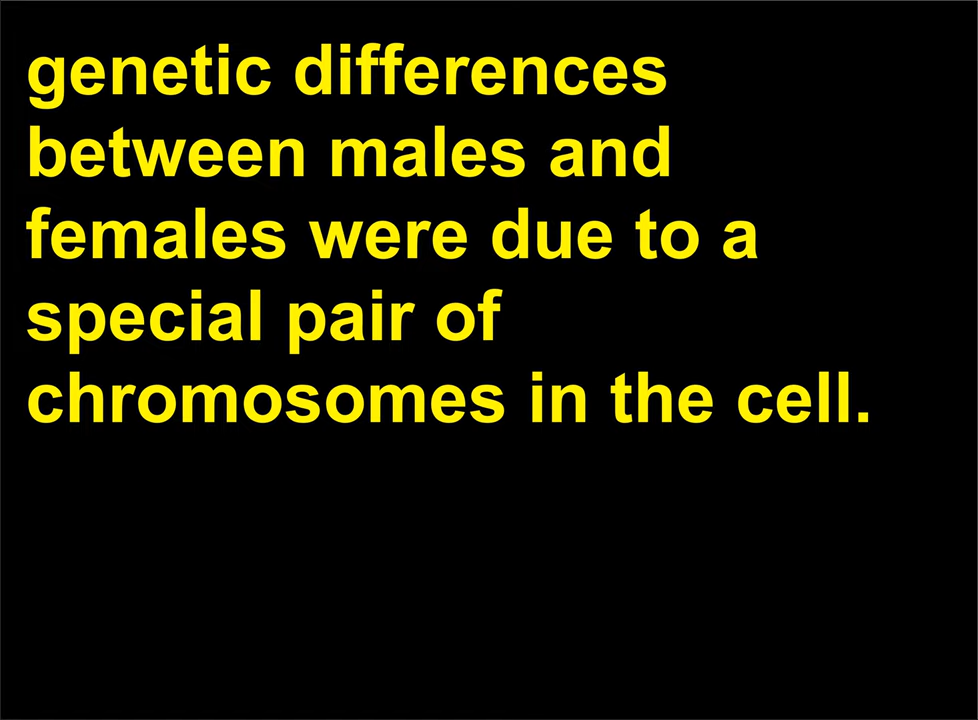 genetic differences
between males and
females were due to a
special pair of
chromosomes in the cell.